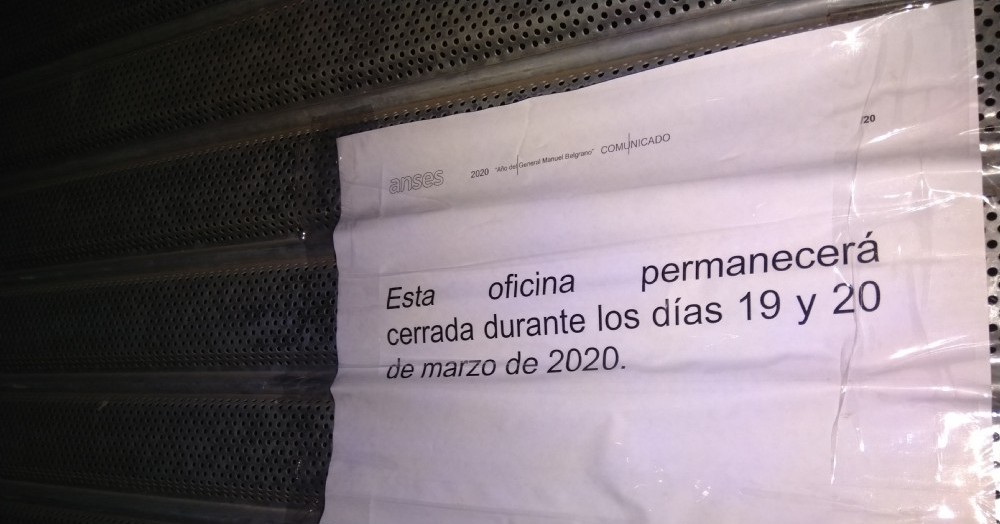 anses 2020 "Año del General Manuel Belgrano" COMUNICADO /20
Esta oficina permanecerá
cerrada durante los días 19 y 20
de marzo de 2020.